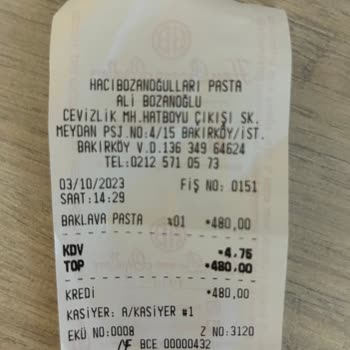 HACIBOZANOĞULLARI PASTA
ALİ BOZANOĞLU
CEVİZLİK MH.HATBOYU ÇIKIŞI SK.
MEYDAN PSJ.NO:4/15 BAKIRKÖY/İST.
BAKIRKÖY V.D.136 349 64624
TEL:0212 571 05 73
03/10/2023 FİŞ NO: 0151
SAAT:14:29
BAKLAVA PASTA %01 *480,00
KDV *4,75
TOP *480,00
KREDİ *480,00
KASİYER: A/KASİYER #1
EKÜ NO:0008 Z NO:3120
BCE 00000432